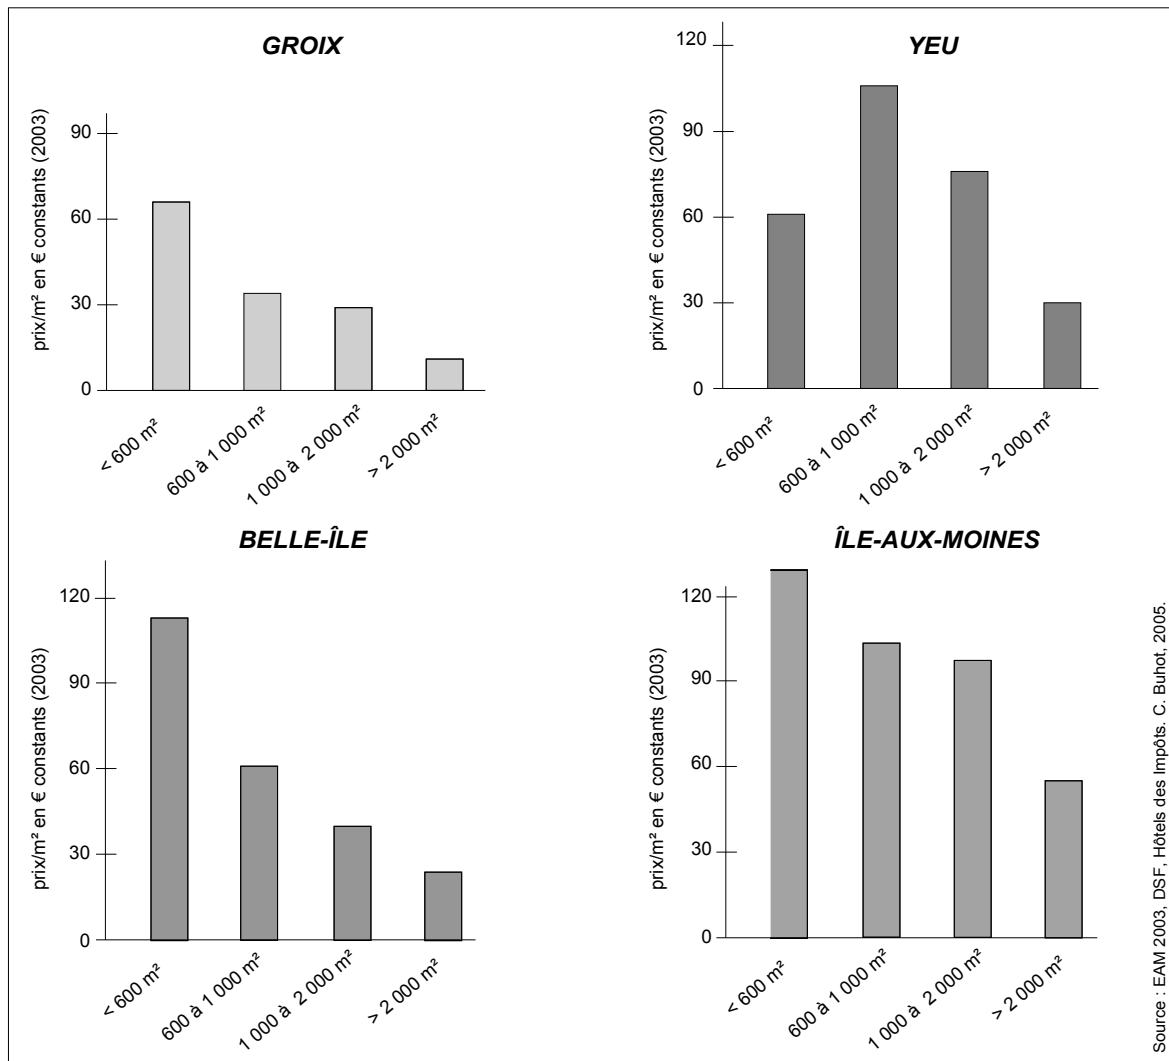 GROIX
prix/m² en € constants (2003)
90
60
30
0
< 600 m²
600 à 1 000 m²
1 000 à 2 000 m²
> 2 000 m²
YEU
prix/m² en € constants (2003)
120
90
60
30
0
< 600 m²
600 à 1 000 m²
1 000 à 2 000 m²
> 2 000 m²
BELLE-ÎLE
prix/m² en € constants (2003)
120
90
60
30
0
< 600 m²
600 à 1 000 m²
1 000 à 2 000 m²
> 2 000 m²
ÎLE-AUX-MOINES
prix/m² en € constants (2003)
120
90
60
30
0
< 600 m²
600 à 1 000 m²
1 000 à 2 000 m²
> 2 000 m²
Source : EAM 2003, DSF, Hôtels des Impôts. C. Buhot, 2005.